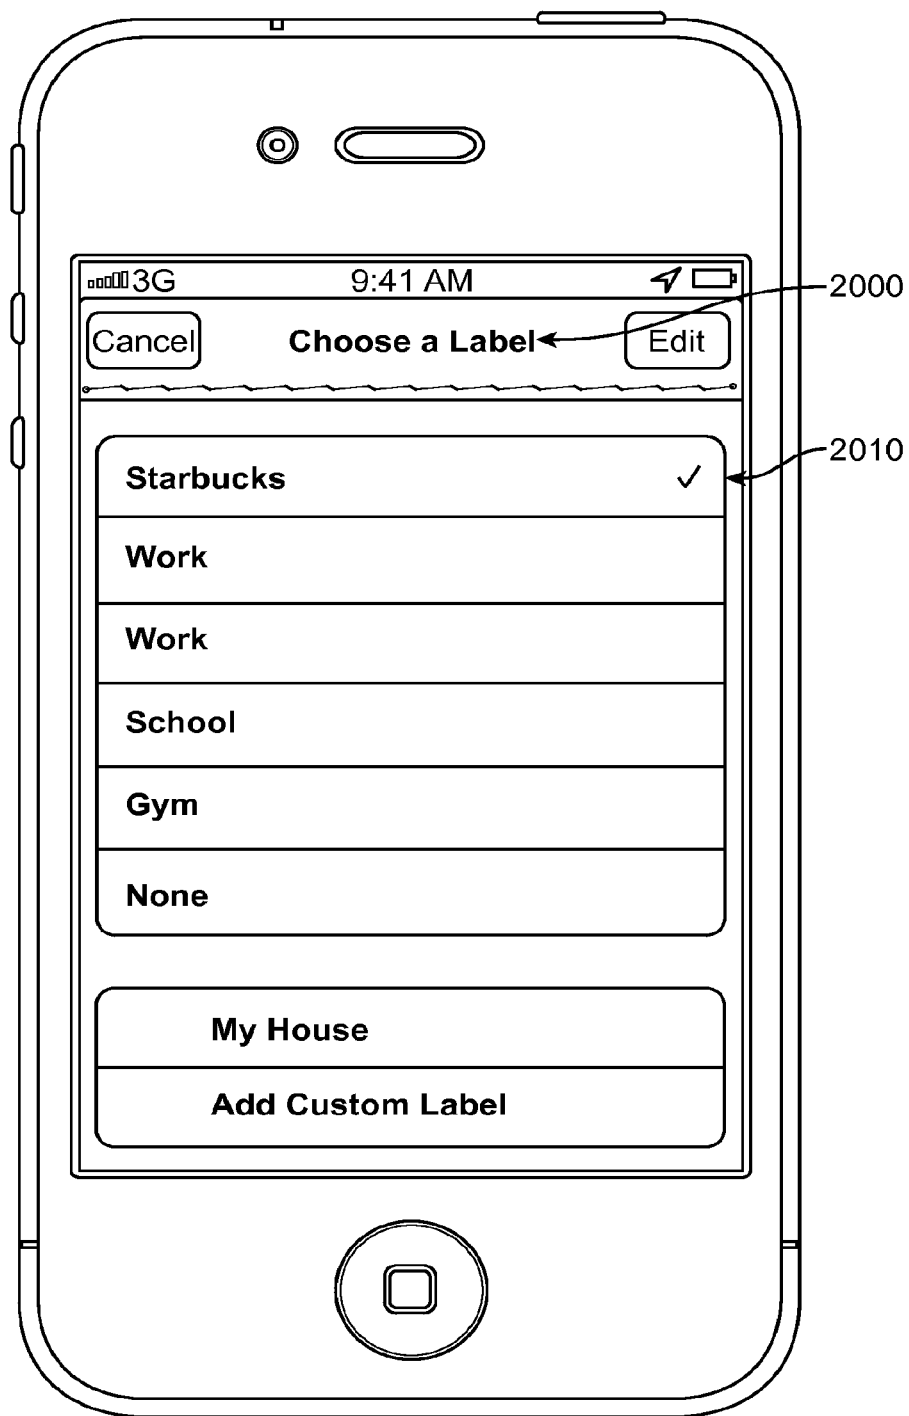 3G 9:41 AM
2000
Cancel Choose a Label Edit
2010
Starbucks
Work
Work
School
Gym
None
My House
Add Custom Label